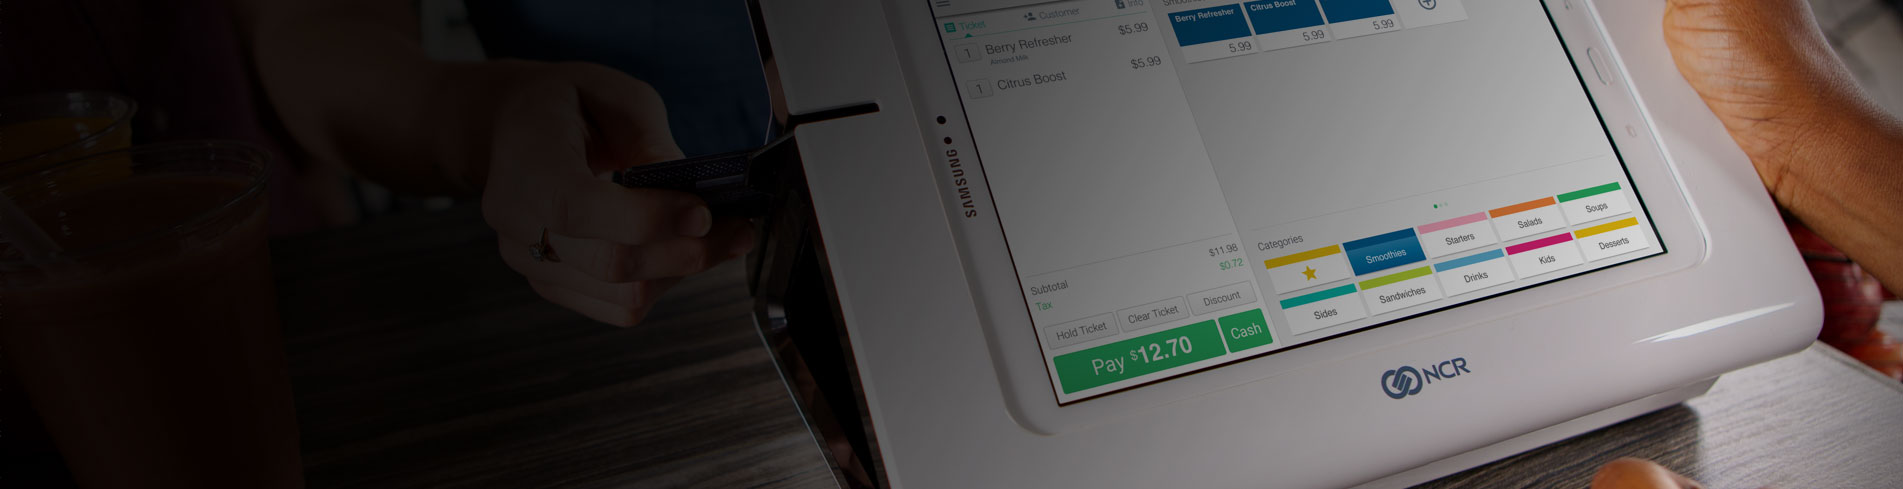 Ticket
Customer
Info
1 Berry Refresher $5.99
Almond Milk
1 Citrus Boost $5.99
Subtotal $11.98
Tax $0.72
Hold Ticket Clear Ticket Discount
Pay $12.70 Cash
Berry Refresher
Citrus Boost
5.99
5.99
5.99
Categories
Smoothies
Starters
Salads
Soups
Sides
Sandwiches
Drinks
Kids
Desserts
SAMSUNG
NCR